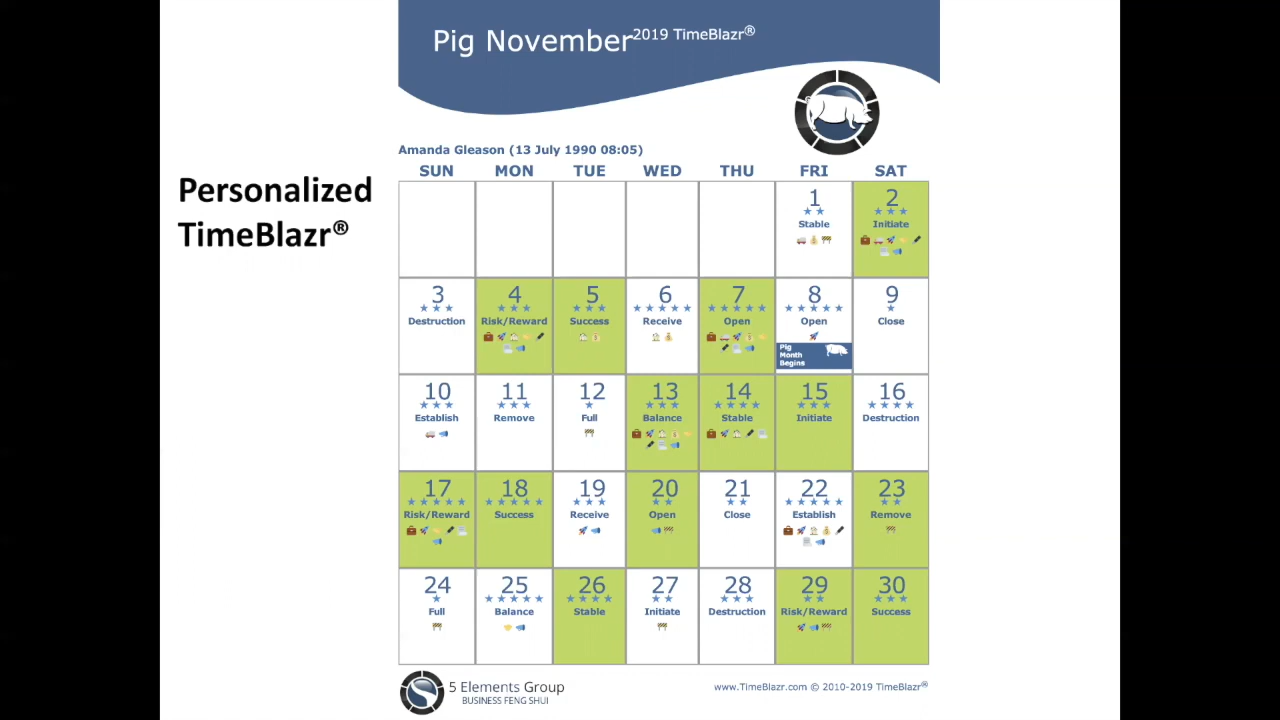 Pig November 2019 TimeBlazr®
Personalized
TimeBlazr®
Amanda Gleason (13 July 1990 08:05)
SUN MON TUE WED THU FRI SAT
1 2
Stable Initiate
3 4 5 6 7 8 9
Destruction Risk/Reward Success Receive Open Open Close
Pig
Month
Begins
10 11 12 13 14 15 16
Establish Remove Full Balance Stable Initiate Destruction
17 18 19 20 21 22 23
Risk/Reward Success Receive Open Close Establish Remove
24 25 26 27 28 29 30
Full Balance Stable Initiate Destruction Risk/Reward Success
5 Elements Group
BUSINESS FENG SHUI
www.TimeBlazr.com © 2010-2019 TimeBlazr®